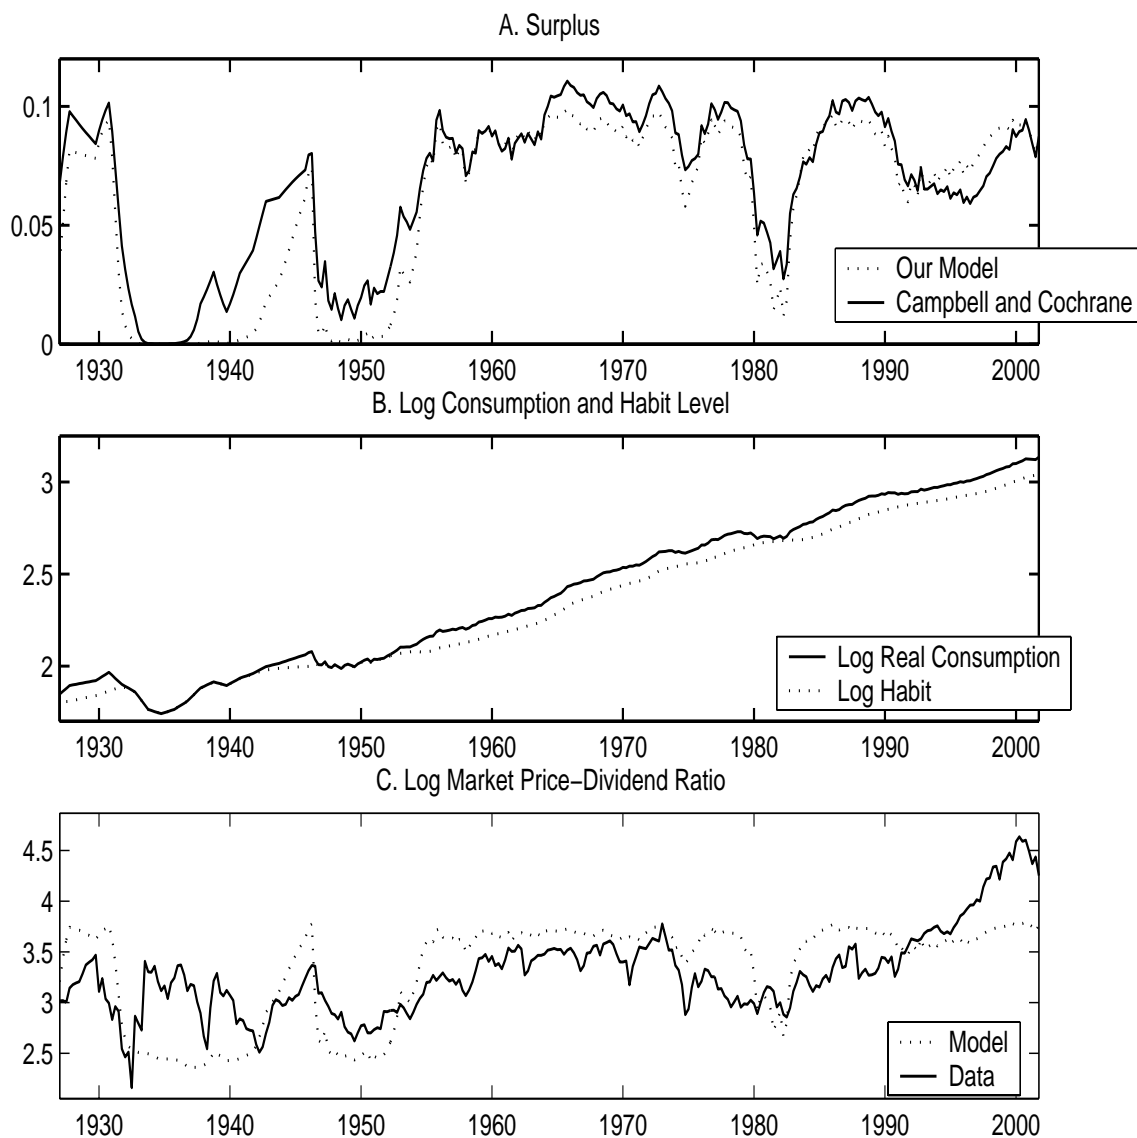 A. Surplus
0.1
0.05
0
Our Model
Campbell and Cochrane
1930 1940 1950 1960 1970 1980 1990 2000
B. Log Consumption and Habit Level
3
2.5
2
Log Real Consumption
Log Habit
1930 1940 1950 1960 1970 1980 1990 2000
C. Log Market Price−Dividend Ratio
4.5
4
3.5
3
2.5
Model
Data
1930 1940 1950 1960 1970 1980 1990 2000